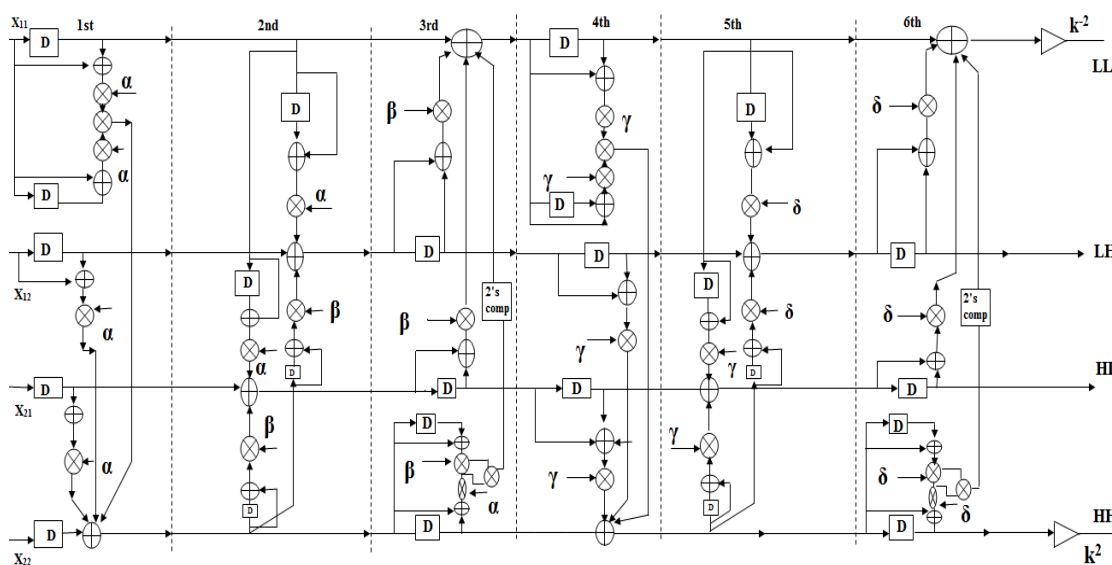 X11 1st 2nd 3rd 4th 5th 6th k-2
D D LL
α β γ δ
D D D
α γ
α γ δ
D D
D D D D LH
X12
D D
2's comp 2's comp
α β β γ δ δ
α γ
D D
D D D D HL
X21
D D
β β γ γ δ
α α γ δ
D D
D D D HH
X22 k2